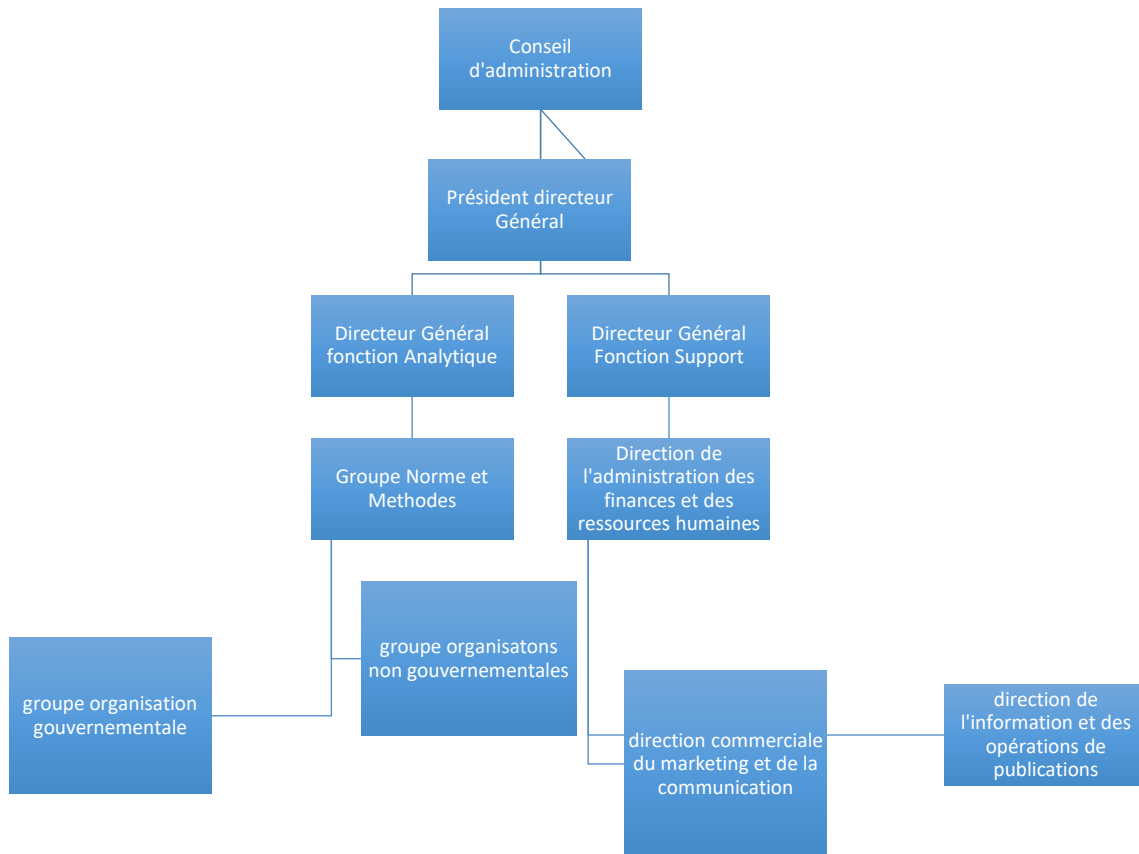 Conseil
d'administration
Président directeur
Général
Directeur Général
fonction Analytique
Directeur Général
Fonction Support
Groupe Norme et
Methodes
Direction de
l'administration des
finances et des
ressources humaines
groupe organisatons
non gouvernementales
groupe organisation
gouvernementale
direction commerciale
du marketing et de la
communication
direction de
l'information et des
opérations de
publications